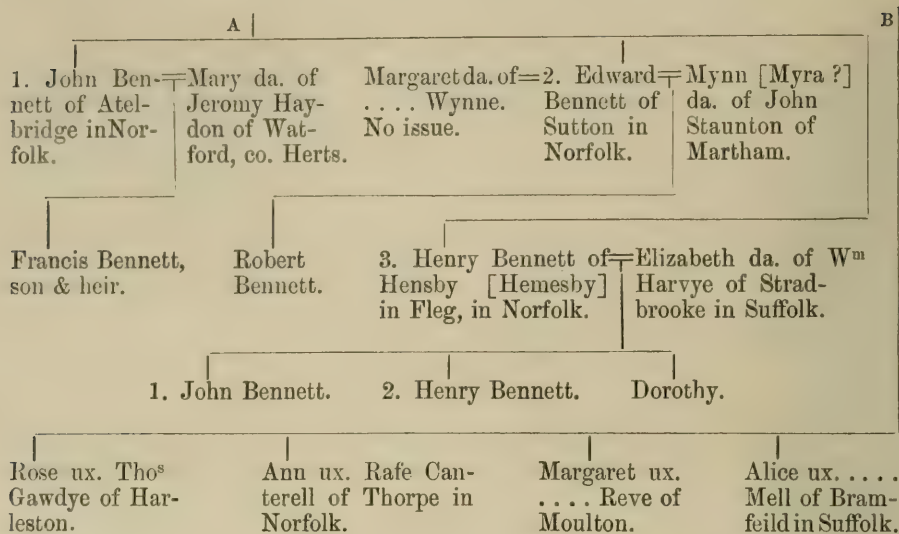 A B
1. John Ben-
nett of Atel-
bridge inNor-
folk.
Mary da. of
Jeromy Hay-
don of Wat-
ford, co. Herts.
Margaret da. of=
.... Wynne.
No issue.
2. Edward
Bennett of
Sutton in
Norfolk.
Mynn [Myra ?]
da. of John
Staunton of
Martham.
Francis Bennett,
son & heir.
Robert
Bennett.
3. Henry Bennett of
Hensby [Hemesby]
in Fleg, in Norfolk.
Elizabeth da. of Wᵐ
Harvye of Strad-
brooke in Suffolk.
1. John Bennett.
2. Henry Bennett.
Dorothy.
Rose ux. Thoˢ
Gawdye of Har-
leston.
Ann ux. Rafe Can-
terell of Thorpe in
Norfolk.
Margaret ux.
.... Reve of
Moulton.
Alice ux.....
Mell of Bram-
feild in Suffolk.